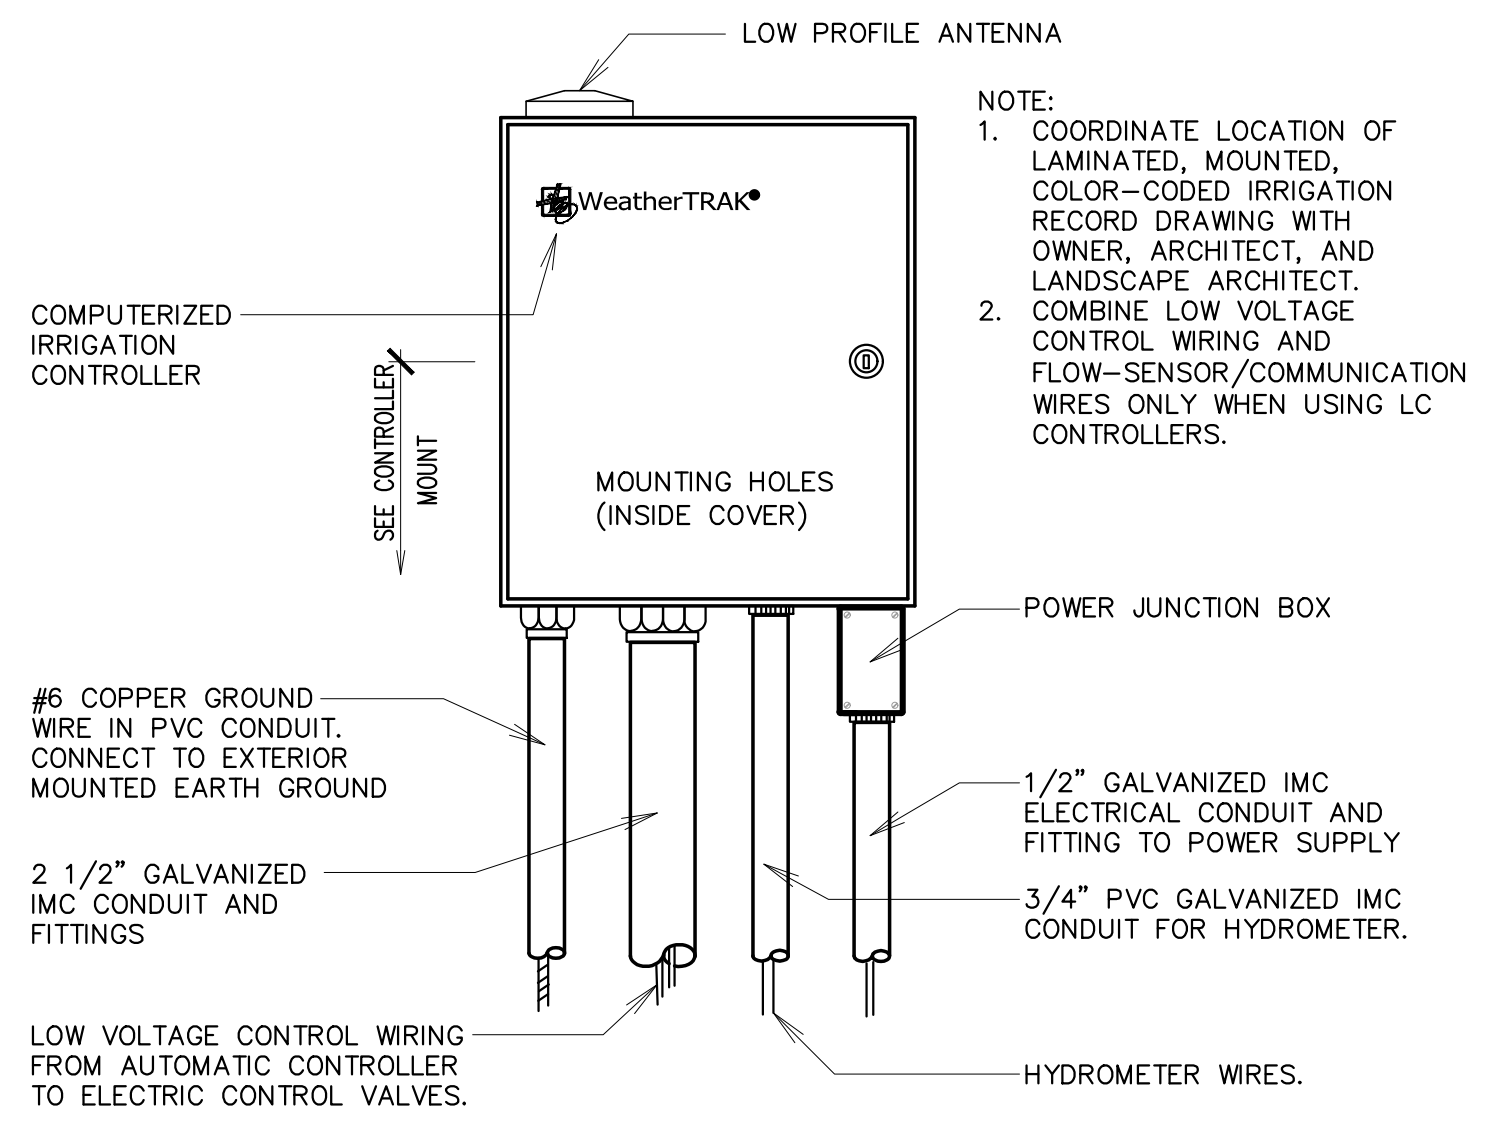 LOW PROFILE ANTENNA
NOTE:
1. COORDINATE LOCATION OF
LAMINATED, MOUNTED,
COLOR-CODED IRRIGATION
RECORD DRAWING WITH
OWNER, ARCHITECT, AND
LANDSCAPE ARCHITECT.
2. COMBINE LOW VOLTAGE
CONTROL WIRING AND
FLOW-SENSOR/COMMUNICATION
WIRES ONLY WHEN USING LC
CONTROLLERS.
WeatherTRAK
COMPUTERIZED
IRRIGATION
CONTROLLER
SEE CONTROLLER
MOUNT
MOUNTING HOLES
(INSIDE COVER)
POWER JUNCTION BOX
#6 COPPER GROUND
WIRE IN PVC CONDUIT.
CONNECT TO EXTERIOR
MOUNTED EARTH GROUND
1/2" GALVANIZED IMC
ELECTRICAL CONDUIT AND
FITTING TO POWER SUPPLY
2 1/2" GALVANIZED
IMC CONDUIT AND
FITTINGS
3/4" PVC GALVANIZED IMC
CONDUIT FOR HYDROMETER.
LOW VOLTAGE CONTROL WIRING
FROM AUTOMATIC CONTROLLER
TO ELECTRIC CONTROL VALVES.
HYDROMETER WIRES.